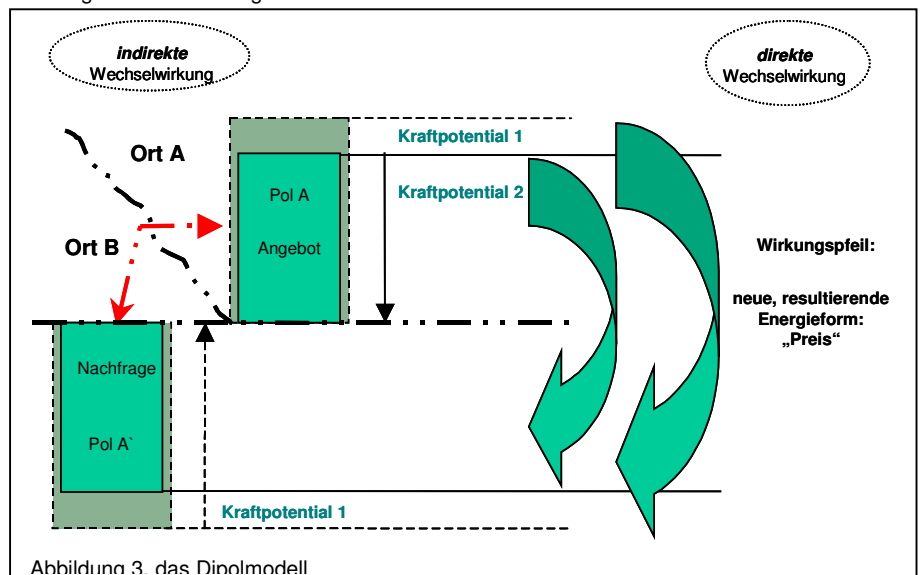 indirekte
Wechselwirkung
direkte
Wechselwirkung
Kraftpotential 1
Ort A
Kraftpotential 2
Pol A
Angebot
Ort B
Wirkungspfeil:
neue, resultierende
Energieform:
„Preis“
Nachfrage
Pol A`
Kraftpotential 1
Abbildung 3, das Dipolmodell